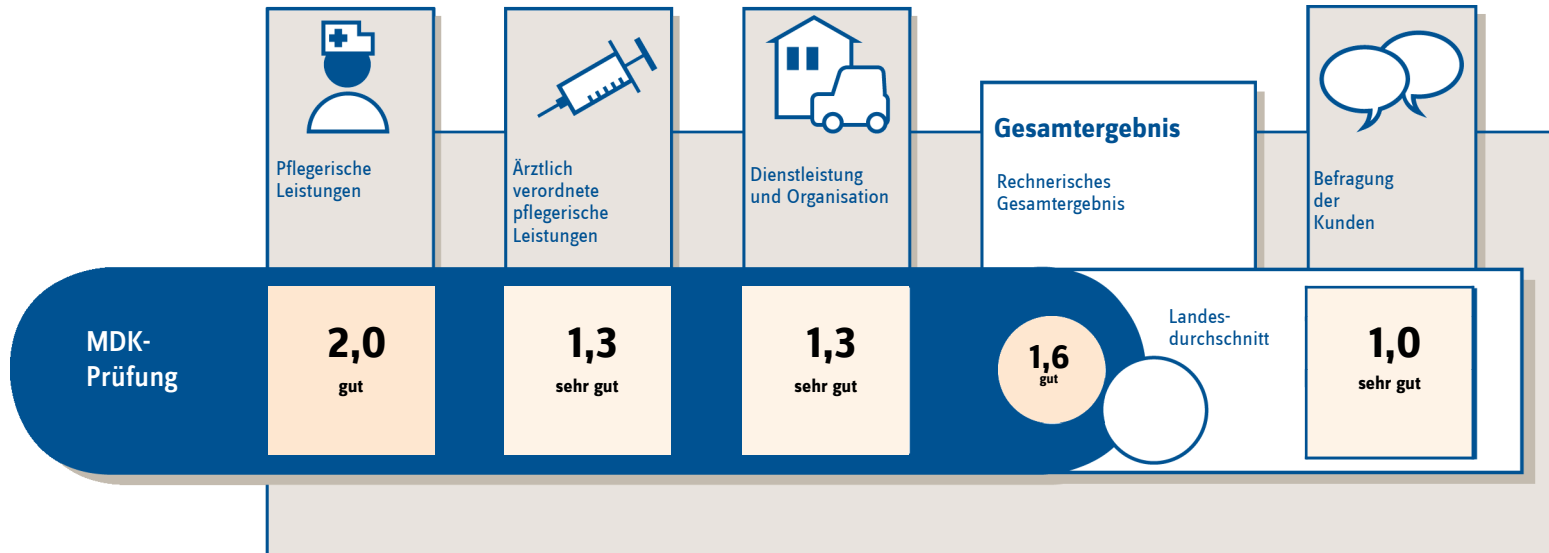 Pflegerische
Leistungen
Ärztlich
verordnete
pflegerische
Leistungen
Dienstleistung
und Organisation
Gesamtergebnis
Rechnerisches
Gesamtergebnis
Befragung
der
Kunden
MDK-
Prüfung
2,0
gut
1,3
sehr gut
1,3
sehr gut
1,6
gut
Landes-
durchschnitt
1,0
sehr gut